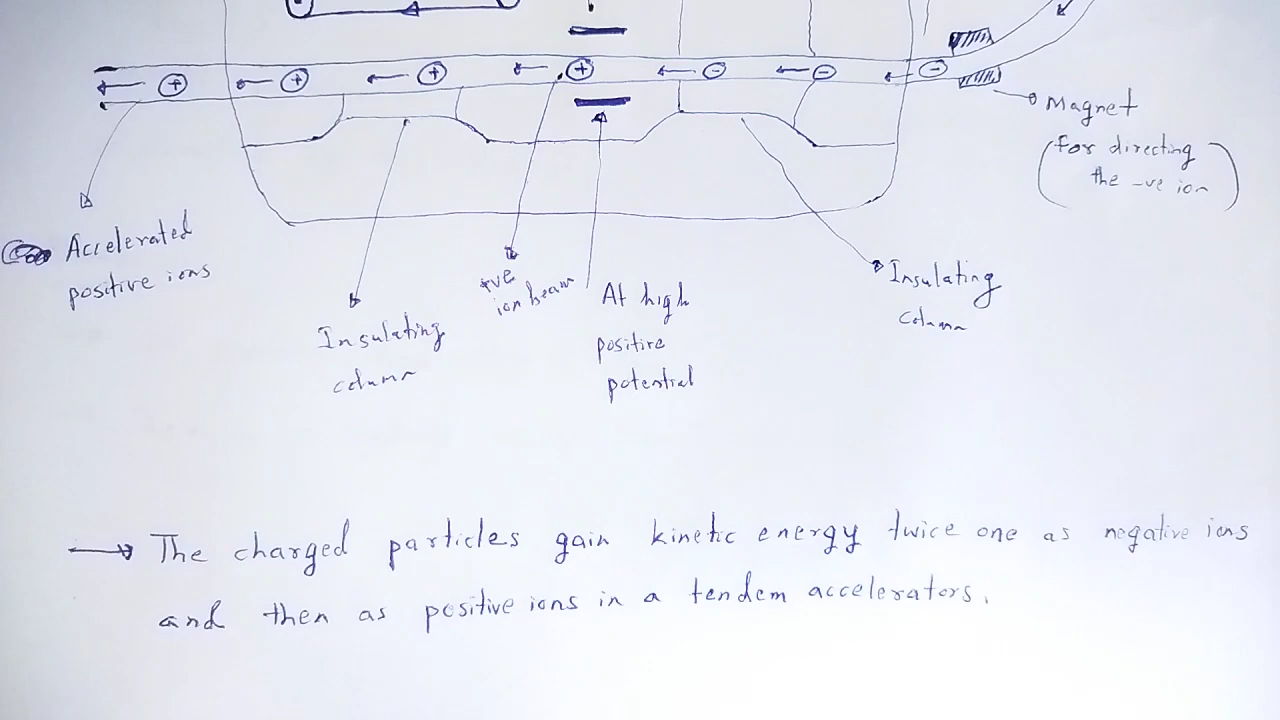 + + + + - - -
Magnet
(for directing
the -ve ion)
Accelerated
positive ions
+ve
ion beam
At high
positive
potential
Insulating
column
Insulating
column
→ The charged particles gain kinetic energy twice one as negative ions
and then as positive ions in a tendem accelerators.